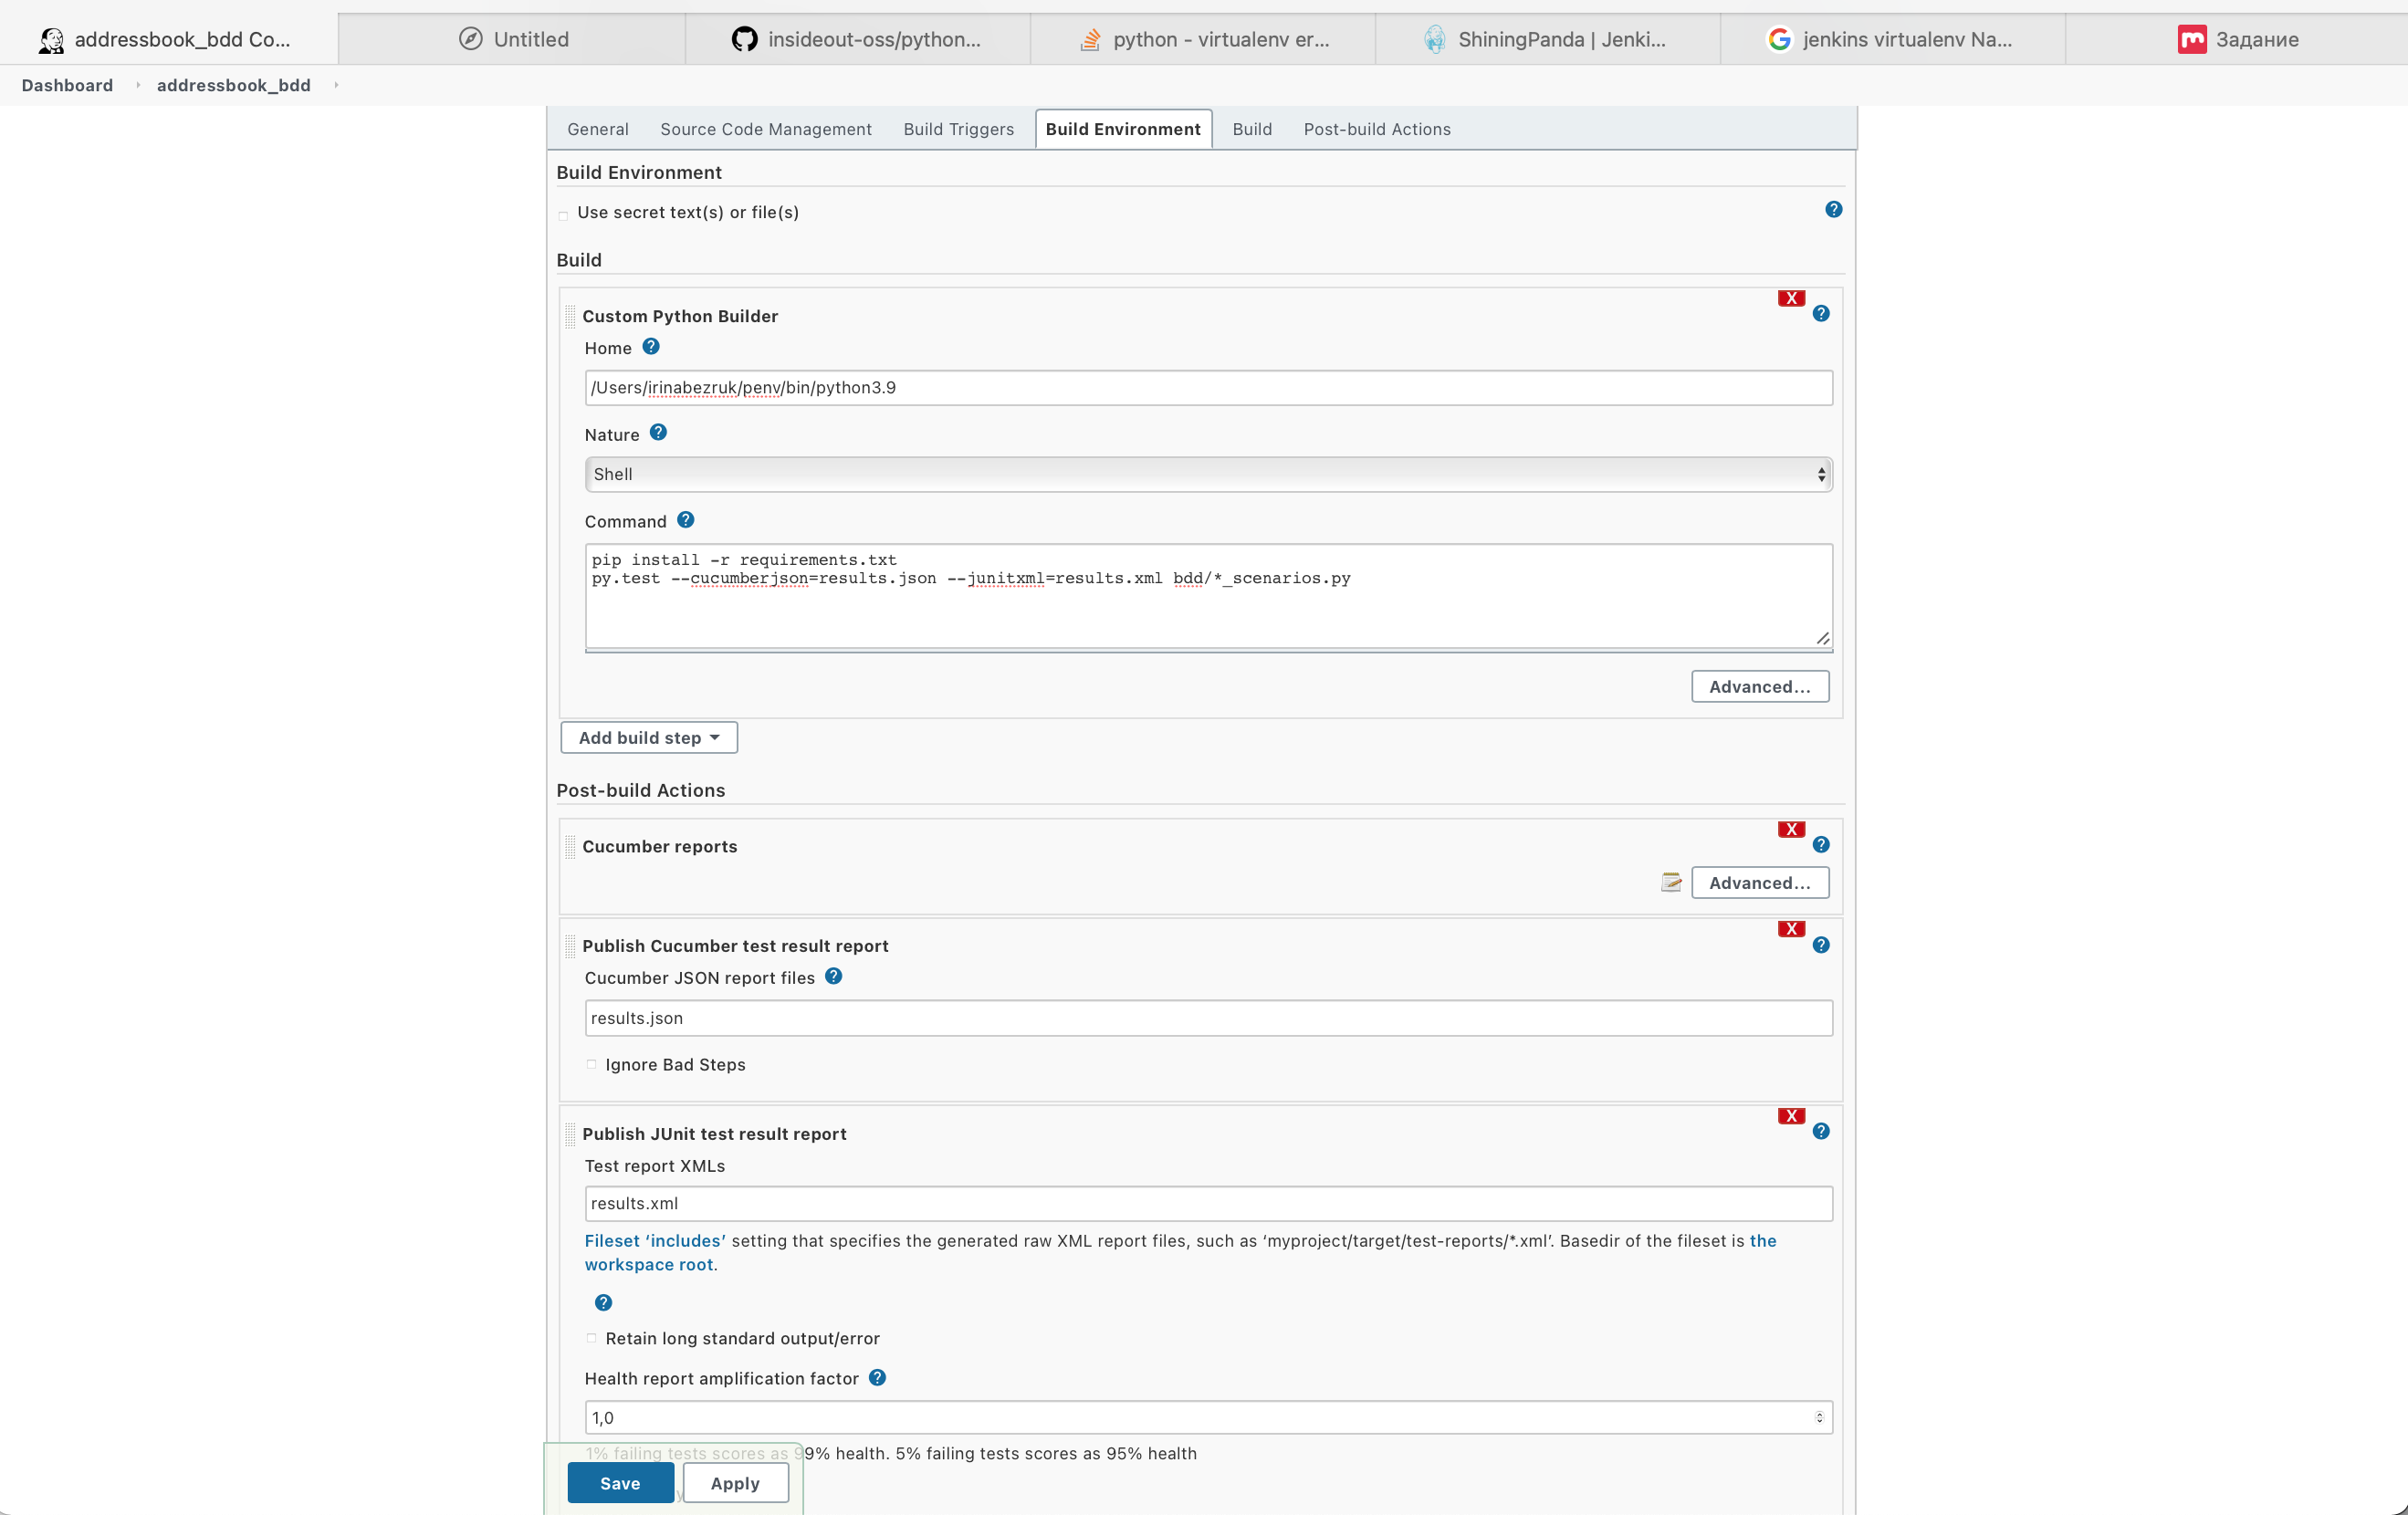 addressbook_bdd Co...
Untitled
insideout-oss/python...
python - virtualenv er...
ShiningPanda | Jenki...
jenkins virtualenv Na...
Задание
Dashboard
addressbook_bdd
General
Source Code Management
Build Triggers
Build Environment
Build
Post-build Actions
Build Environment
Use secret text(s) or file(s)
Build
X
Custom Python Builder
Home
/Users/irinabezruk/penv/bin/python3.9
Nature
Shell
Command
pip install -r requirements.txt
py.test --cucumberjson=results.json --junitxml=results.xml bdd/*_scenarios.py
Advanced...
Add build step
Post-build Actions
X
Cucumber reports
Advanced...
X
Publish Cucumber test result report
Cucumber JSON report files
results.json
Ignore Bad Steps
X
Publish JUnit test result report
Test report XMLs
results.xml
Fileset ‘includes’ setting that specifies the generated raw XML report files, such as ‘myproject/target/test-reports/*.xml’. Basedir of the fileset is the
workspace root.
Retain long standard output/error
Health report amplification factor
1,0
1% failing tests scores as 99% health. 5% failing tests scores as 95% health
Save
Apply